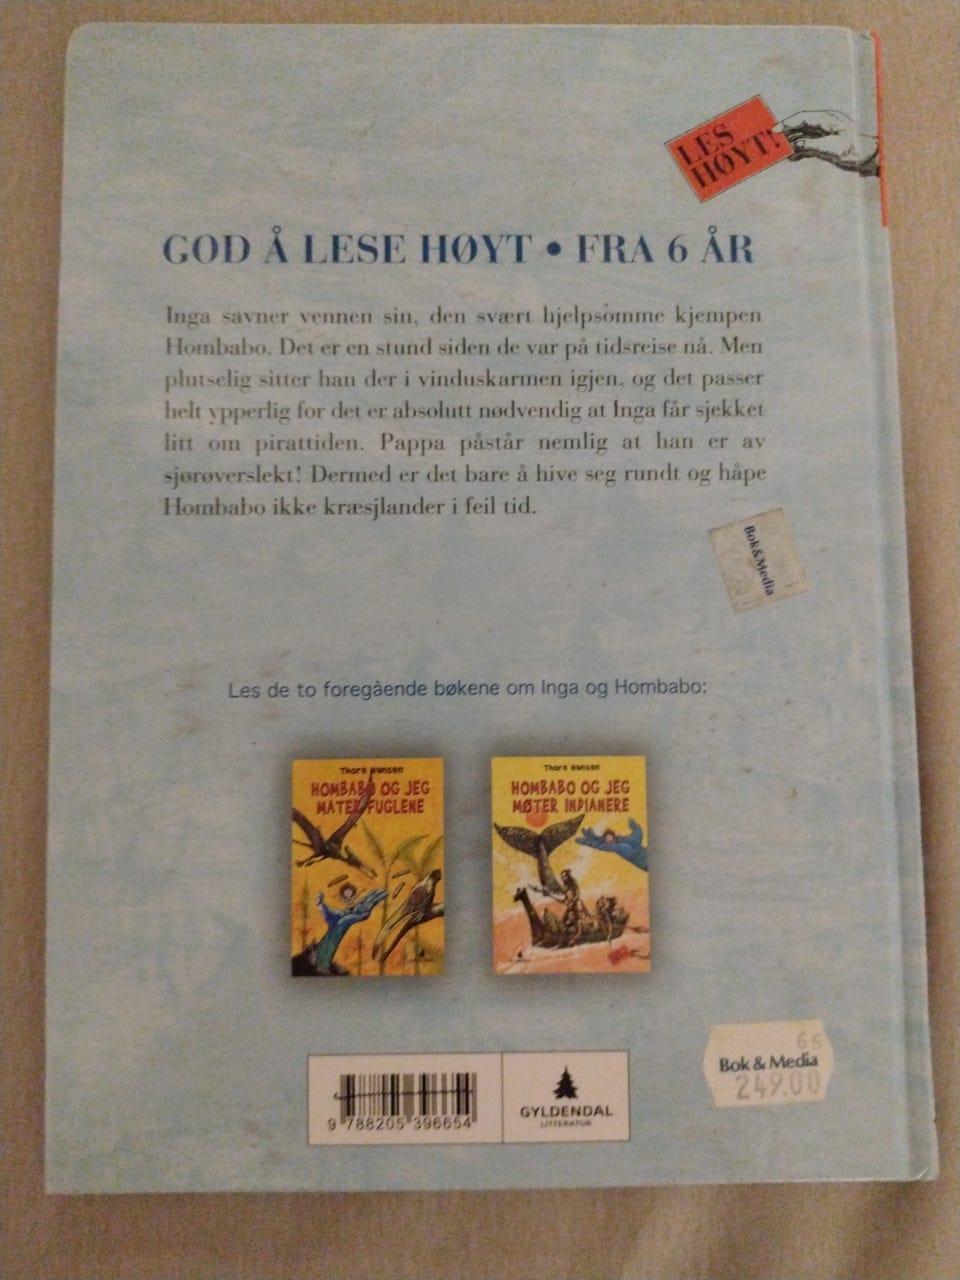 LES
HØYT!
GOD Å LESE HØYT • FRA 6 ÅR
Inga savner vennen sin, den svært hjelpsomme kjempen
Hombabo. Det er en stund siden de var på tidsreise nå. Men
plutselig sitter han der i vinduskarmen igjen, og det passer
helt ypperlig for det er absolutt nødvendig at Inga får sjekket
litt om pirattiden. Pappa påstår nemlig at han er av
sjørøverslekt! Dermed er det bare å hive seg rundt og håpe
Hombabo ikke kræsjlander i feil tid.
Bok&Media
Les de to foregående bøkene om Inga og Hombabo:
Thore Hansen
HOMBABO OG JEG
MATER FUGLENE
Thore Hansen
HOMBABO OG JEG
MØTER INDIANERE
66
Bok & Media
249.00
9 788205 396654
GYLDENDAL
LITTERATUR